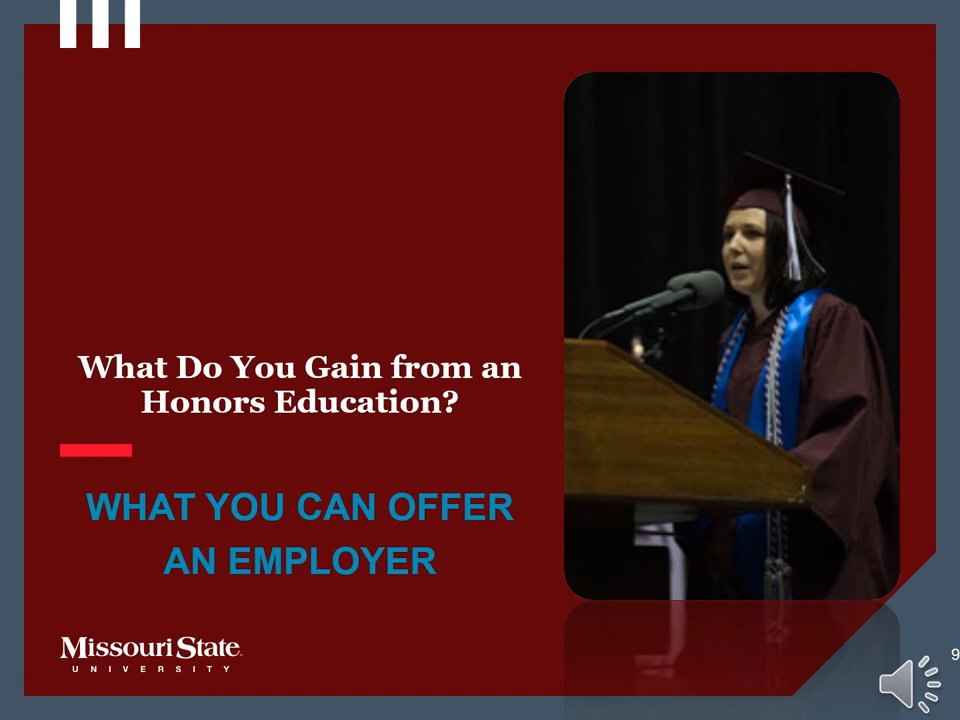 What Do You Gain from an
Honors Education?
WHAT YOU CAN OFFER
AN EMPLOYER
Missouri State
UNIVERSITY
9